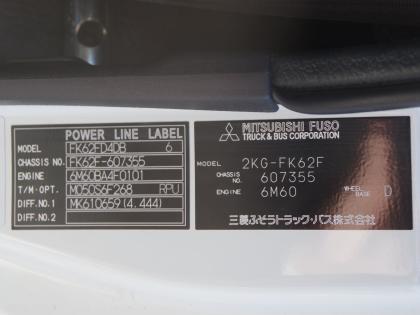 POWER LINE LABEL
MODEL FK62FD4DB 6
CHASSIS NO. FK62F-607355
ENGINE 6M60BA4F0101
T/M・OPT. M050S6F268 RPU
DIFF.NO.1 MK610659(4.444)
DIFF.NO.2
MITSUBISHI FUSO
TRUCK & BUS CORPORATION
MODEL 2KG-FK62F
CHASSIS NO. 607355
ENGINE 6M60 WHEEL BASE D
三菱ふそうトラック・バス株式会社